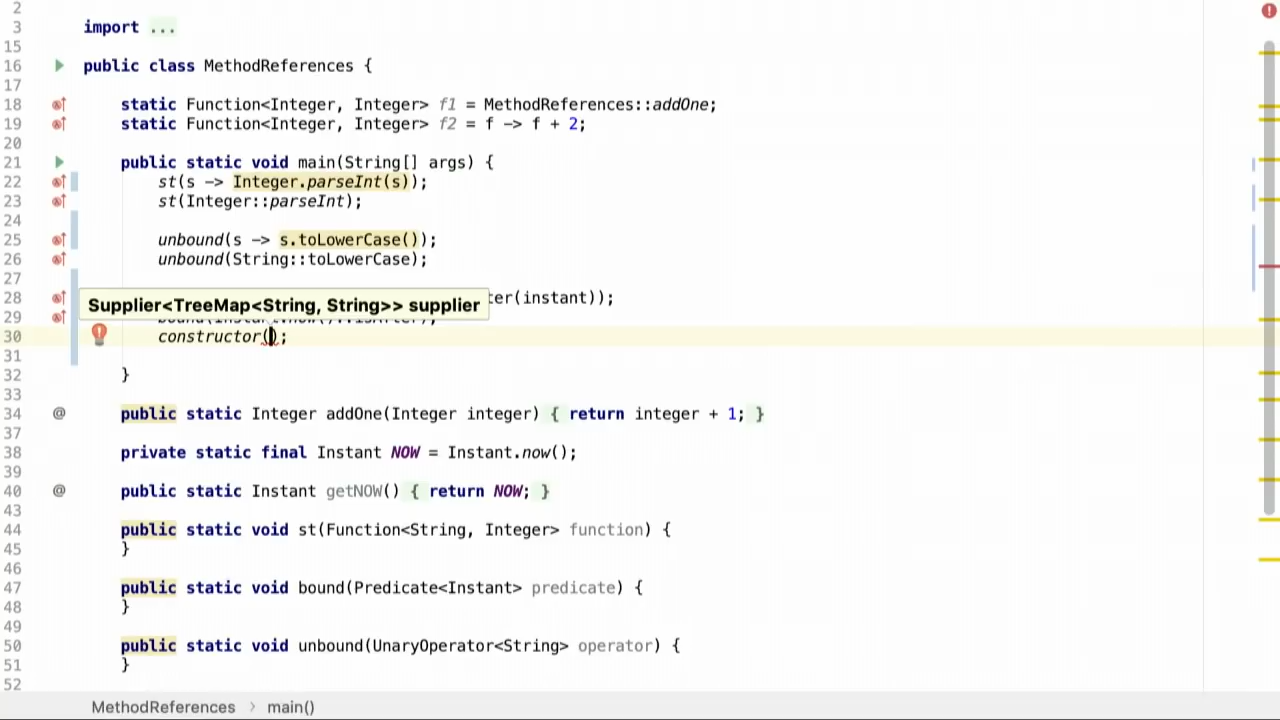 2
3 import ...
15
16 public class MethodReferences {
17
18 static Function<Integer, Integer> f1 = MethodReferences::addOne;
19 static Function<Integer, Integer> f2 = f -> f + 2;
20
21 public static void main(String[] args) {
22 st(s -> Integer.parseInt(s));
23 st(Integer::parseInt);
24
25 unbound(s -> s.toLowerCase());
26 unbound(String::toLowerCase);
27
28 ter(instant));
Supplier<TreeMap<String, String>> supplier
29
30 constructor();
31
32 }
33
34 @ public static Integer addOne(Integer integer) { return integer + 1; }
37
38 private static final Instant NOW = Instant.now();
39
40 @ public static Instant getNOW() { return NOW; }
43
44 public static void st(Function<String, Integer> function) {
45 }
46
47 public static void bound(Predicate<Instant> predicate) {
48 }
49
50 public static void unbound(UnaryOperator<String> operator) {
51 }
52
MethodReferences > main()